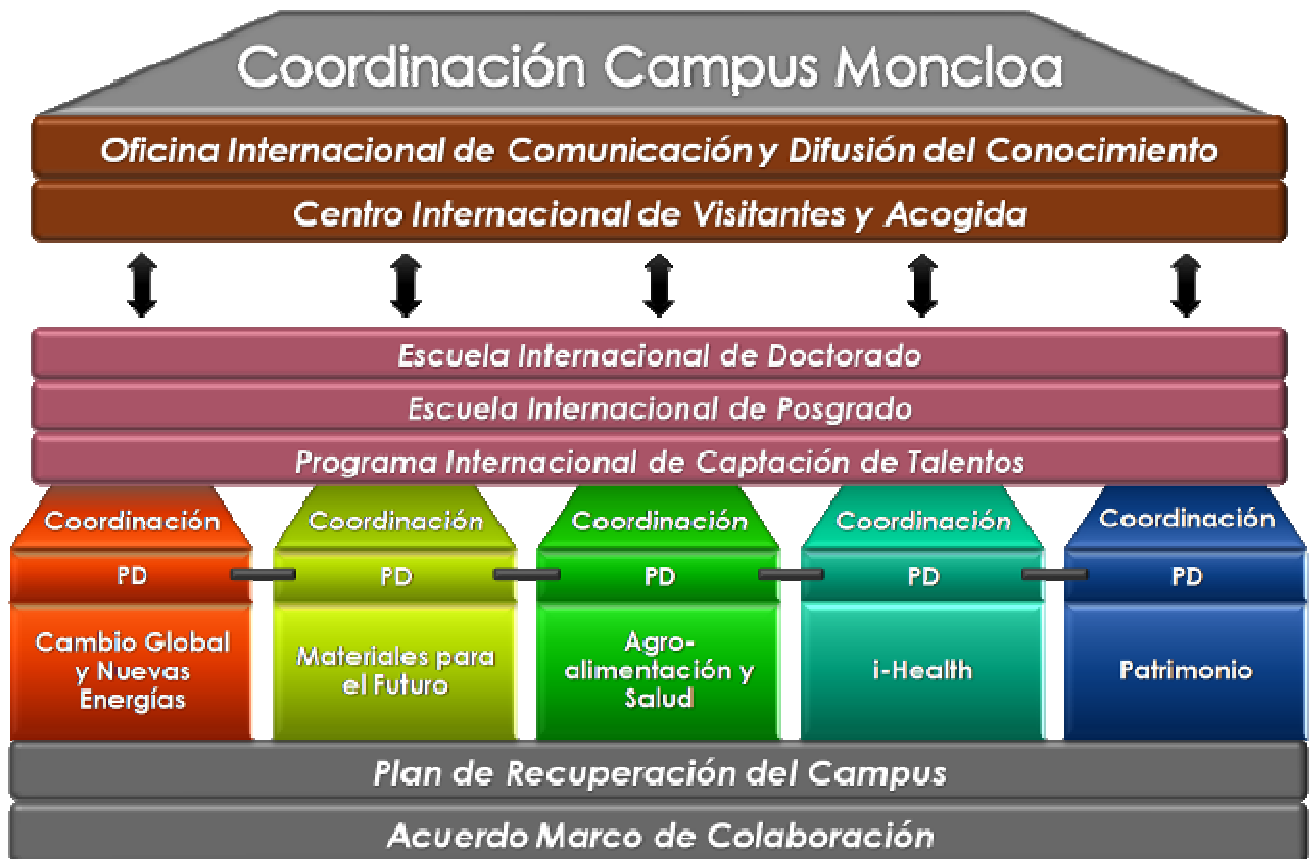 Coordinación Campus Moncloa
Oficina Internacional de Comunicación y Difusión del Conocimiento
Centro Internacional de Visitantes y Acogida
Escuela Internacional de Doctorado
Escuela Internacional de Posgrado
Programa Internacional de Captación de Talentos
Coordinación
PD
Cambio Global
y Nuevas
Energías
Coordinación
PD
Materiales para
el Futuro
Coordinación
PD
Agro-
alimentación y
Salud
Coordinación
PD
i-Health
Coordinación
PD
Patrimonio
Plan de Recuperación del Campus
Acuerdo Marco de Colaboración